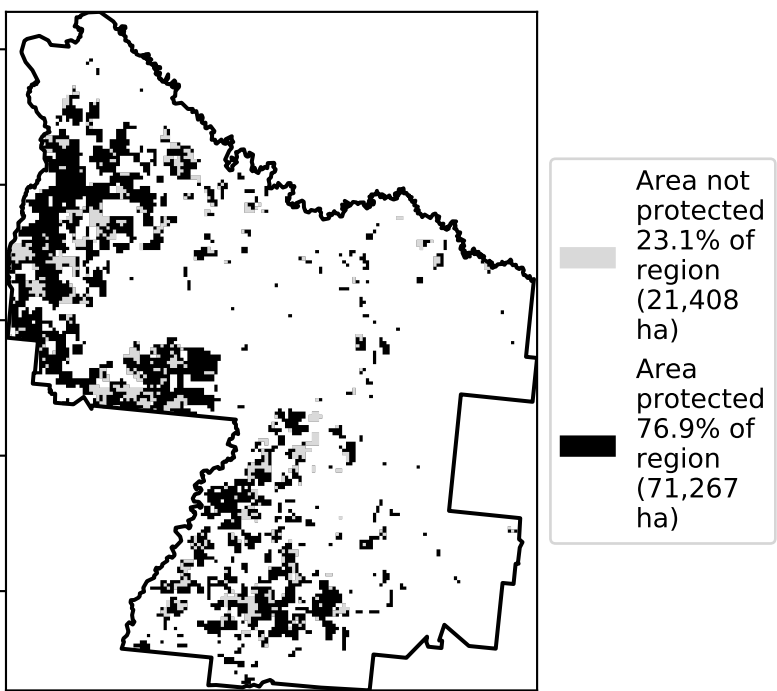 Area not
protected
23.1% of
region
(21,408
ha)
Area
protected
76.9% of
region
(71,267
ha)